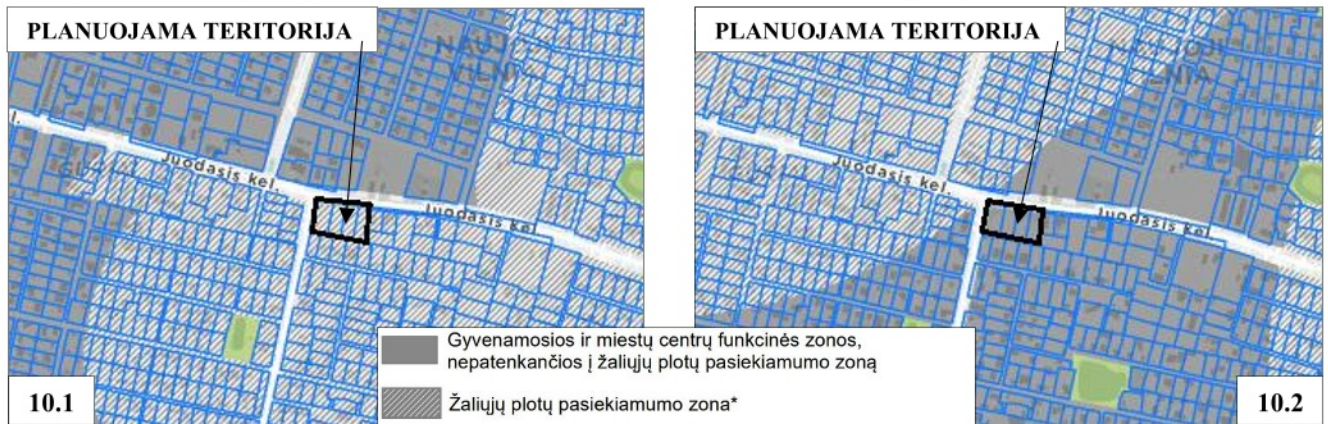 PLANUOJAMA TERITORIJA
Juodasis kel.
Juodasis kel.
10.1
PLANUOJAMA TERITORIJA
Juodasis kel.
Juodasis kel.
10.2
Gyvenamosios ir miestų centrų funkcinės zonos,
nepatenkančios į žaliųjų plotų pasiekiamumo zoną
Žaliųjų plotų pasiekiamumo zona*